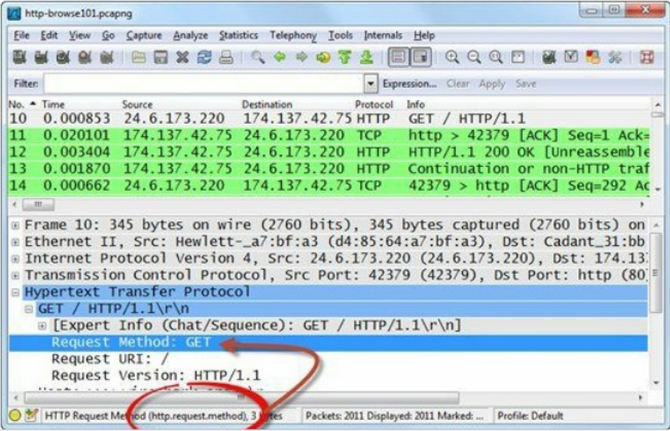 http-browse101.pcapng
File Edit View Go Capture Analyze Statistics Telephony Tools Internals Help
Filter: Expression... Clear Apply Save
No. Time Source Destination Protocol Info
10 0.000853 24.6.173.220 174.137.42.75 HTTP GET / HTTP/1.1
11 0.020101 174.137.42.75 24.6.173.220 TCP http > 42379 [ACK] Seq=1 Ack=
12 0.003404 174.137.42.75 24.6.173.220 HTTP HTTP/1.1 200 OK [Unreassemble
13 0.001870 174.137.42.75 24.6.173.220 HTTP Continuation or non-HTTP traf
14 0.000662 24.6.173.220 174.137.42.75 TCP 42379 > http [ACK] Seq=292 Ac
Frame 10: 345 bytes on wire (2760 bits), 345 bytes captured (2760 bits) on
Ethernet II, Src: Hewlett-_a7:bf:a3 (d4:85:64:a7:bf:a3), Dst: Cadant_31:bb
Internet Protocol Version 4, Src: 24.6.173.220 (24.6.173.220), Dst: 174.13
Transmission Control Protocol, Src Port: 42379 (42379), Dst Port: http (80
Hypertext Transfer Protocol
GET / HTTP/1.1\r\n
[Expert Info (Chat/Sequence): GET / HTTP/1.1\r\n]
Request Method: GET
Request URI: /
Request Version: HTTP/1.1
HTTP Request Method (http.request.method), 3 bytes Packets: 2011 Displayed: 2011 Marked: ... Profile: Default